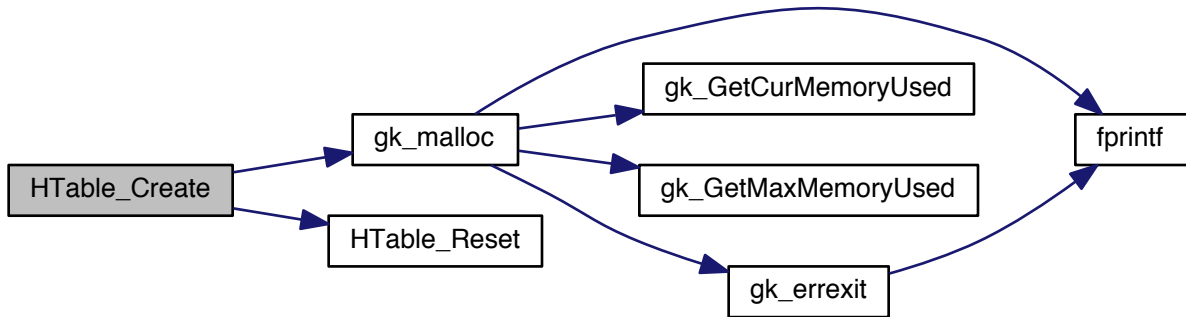 HTable_Create
gk_malloc
HTable_Reset
gk_GetCurMemoryUsed
gk_GetMaxMemoryUsed
gk_errexit
fprintf